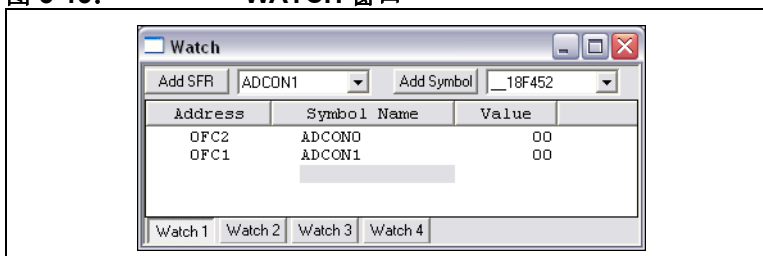 WATCH 窗口
Watch
Add SFR ADCON1 Add Symbol __18F452
Address Symbol Name Value
0FC2 ADCON0 00
0FC1 ADCON1 00
Watch 1 Watch 2 Watch 3 Watch 4